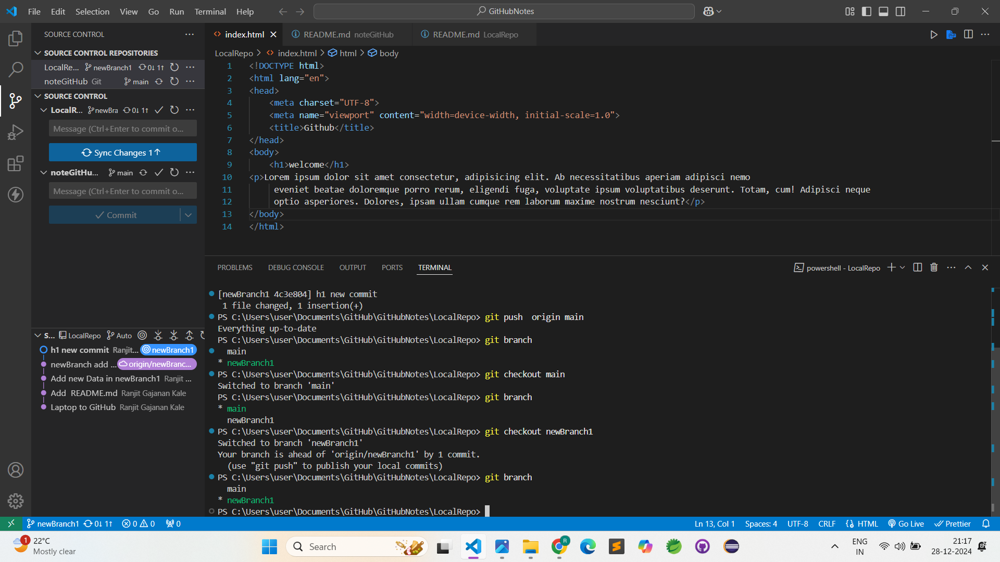 File Edit Selection View Go Run Terminal Help
GitHubNotes
SOURCE CONTROL
SOURCE CONTROL REPOSITORIES
LocalRe... newBranch1 0↓ 1↑
noteGitHub Git main
SOURCE CONTROL
LocalR... newBra 0↓ 1↑
Message (Ctrl+Enter to commit o...
Sync Changes 1↑
noteGitHu... main
Message (Ctrl+Enter to commit o...
Commit
S... LocalRepo Auto
h1 new commit Ranjit... newBranch1
newBranch add ... origin/newBranc...
Add new Data in newBranch1 Ranjit ...
Add README.md Ranjit Gajanan Kale
Laptop to GitHub Ranjit Gajanan Kale
index.html README.md noteGitHub README.md LocalRepo
LocalRepo > index.html > html > body
1 <!DOCTYPE html>
2 <html lang="en">
3 <head>
4 <meta charset="UTF-8">
5 <meta name="viewport" content="width=device-width, initial-scale=1.0">
6 <title>Github</title>
7 </head>
8 <body>
9 <h1>welcome</h1>
10 <p>Lorem ipsum dolor sit amet consectetur, adipisicing elit. Ab necessitatibus aperiam adipisci nemo
11 eveniet beatae doloremque porro rerum, eligendi fuga, voluptate ipsum voluptatibus deserunt. Totam, cum! Adipisci neque
12 optio asperiores. Dolores, ipsam ullam cumque rem laborum maxime nostrum nesciunt?</p>
13 </body>
14 </html>
PROBLEMS DEBUG CONSOLE OUTPUT PORTS TERMINAL
powershell - LocalRepo
[newBranch1 4c3e804] h1 new commit
1 file changed, 1 insertion(+)
PS C:\Users\user\Documents\GitHub\GitHubNotes\LocalRepo> git push  origin main
Everything up-to-date
PS C:\Users\user\Documents\GitHub\GitHubNotes\LocalRepo> git branch
main
* newBranch1
PS C:\Users\user\Documents\GitHub\GitHubNotes\LocalRepo> git checkout main
Switched to branch 'main'
PS C:\Users\user\Documents\GitHub\GitHubNotes\LocalRepo> git branch
* main
newBranch1
PS C:\Users\user\Documents\GitHub\GitHubNotes\LocalRepo> git checkout newBranch1
Switched to branch 'newBranch1'
Your branch is ahead of 'origin/newBranch1' by 1 commit.
(use "git push" to publish your local commits)
PS C:\Users\user\Documents\GitHub\GitHubNotes\LocalRepo> git branch
main
* newBranch1
PS C:\Users\user\Documents\GitHub\GitHubNotes\LocalRepo>
newBranch1 0↓ 1↑ 0 0 0
Ln 13, Col 1 Spaces: 4 UTF-8 CRLF {} HTML Go Live Prettier
1 22°C
Mostly clear
Search
R
ENG
IN
21:17
28-12-2024